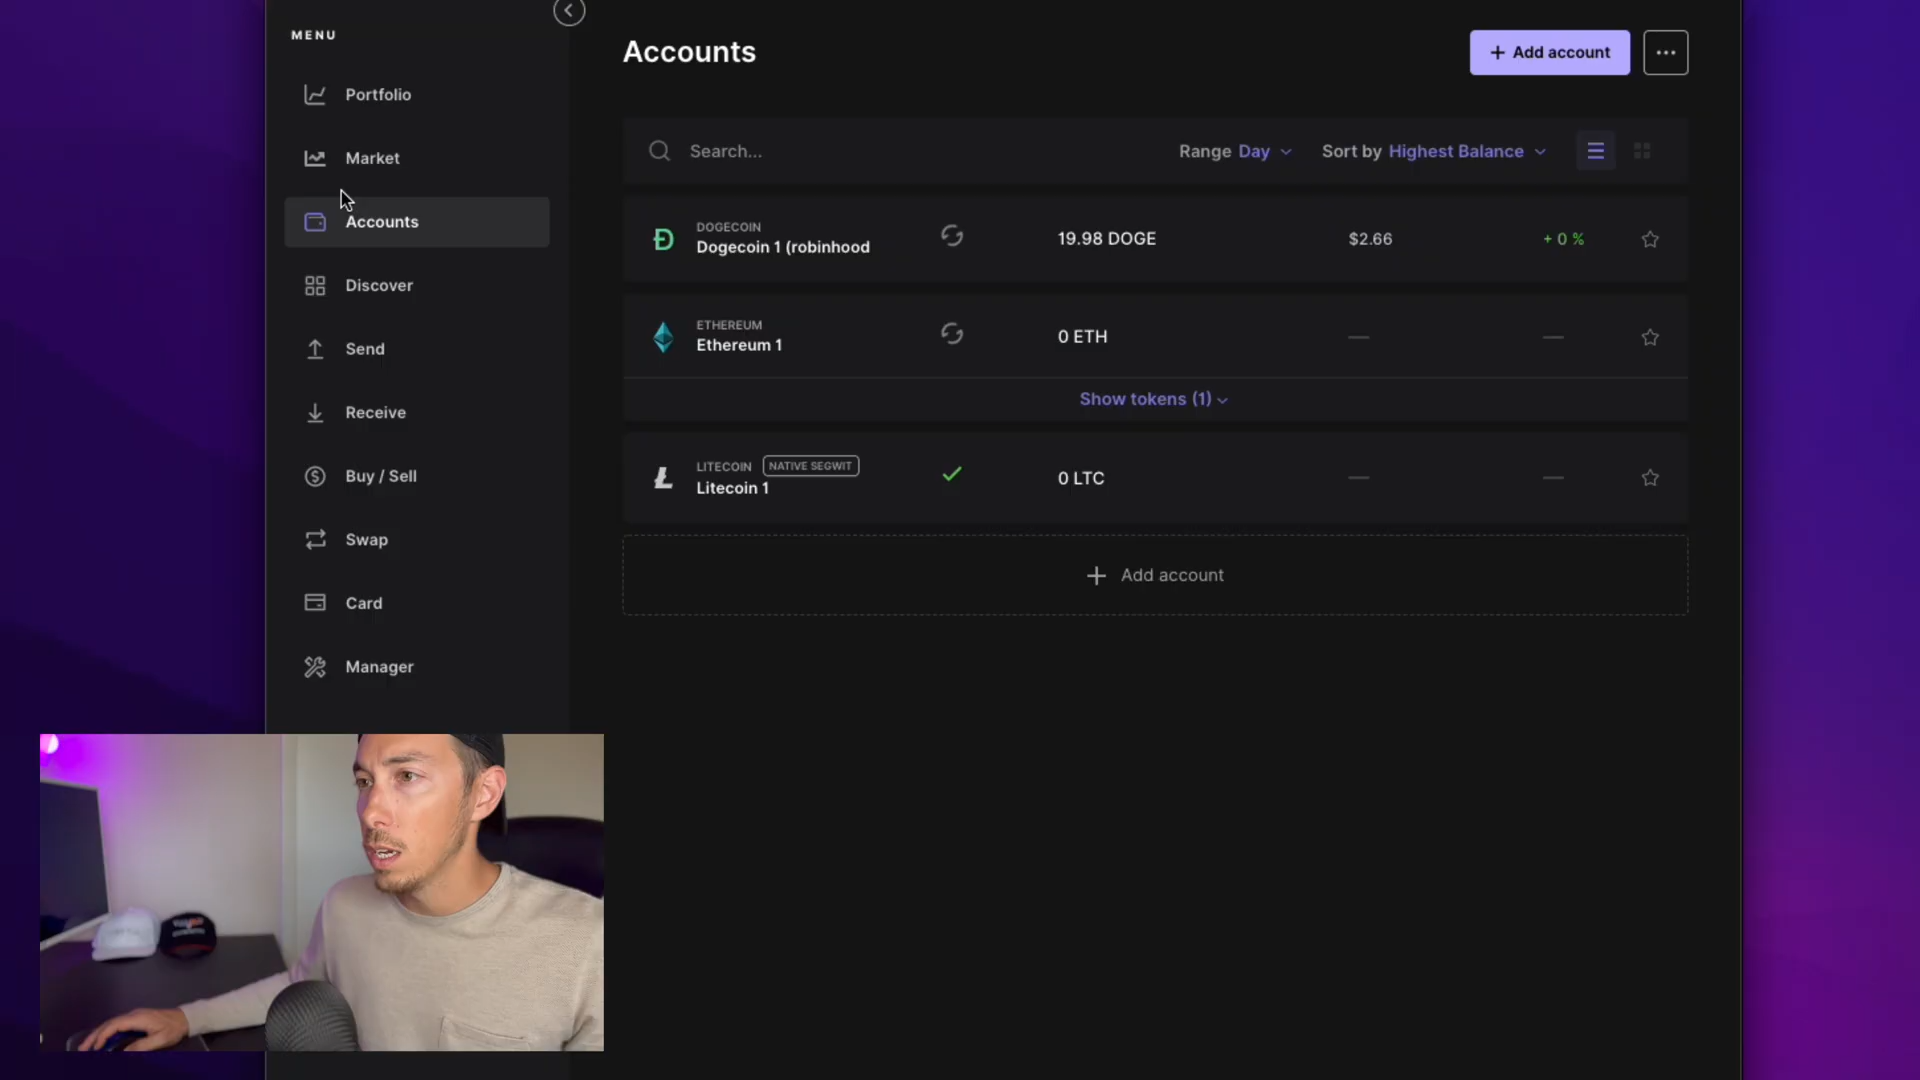 MENU
Portfolio
Market
Accounts
Discover
Send
Receive
Buy / Sell
Swap
Card
Manager
Accounts
+ Add account
Search...
Range Day
Sort by Highest Balance
DOGECOIN
Dogecoin 1 (robinhood
19.98 DOGE
$2.66
+ 0 %
ETHEREUM
Ethereum 1
0 ETH
—
—
Show tokens (1)
LITECOIN NATIVE SEGWIT
Litecoin 1
0 LTC
—
—
+ Add account